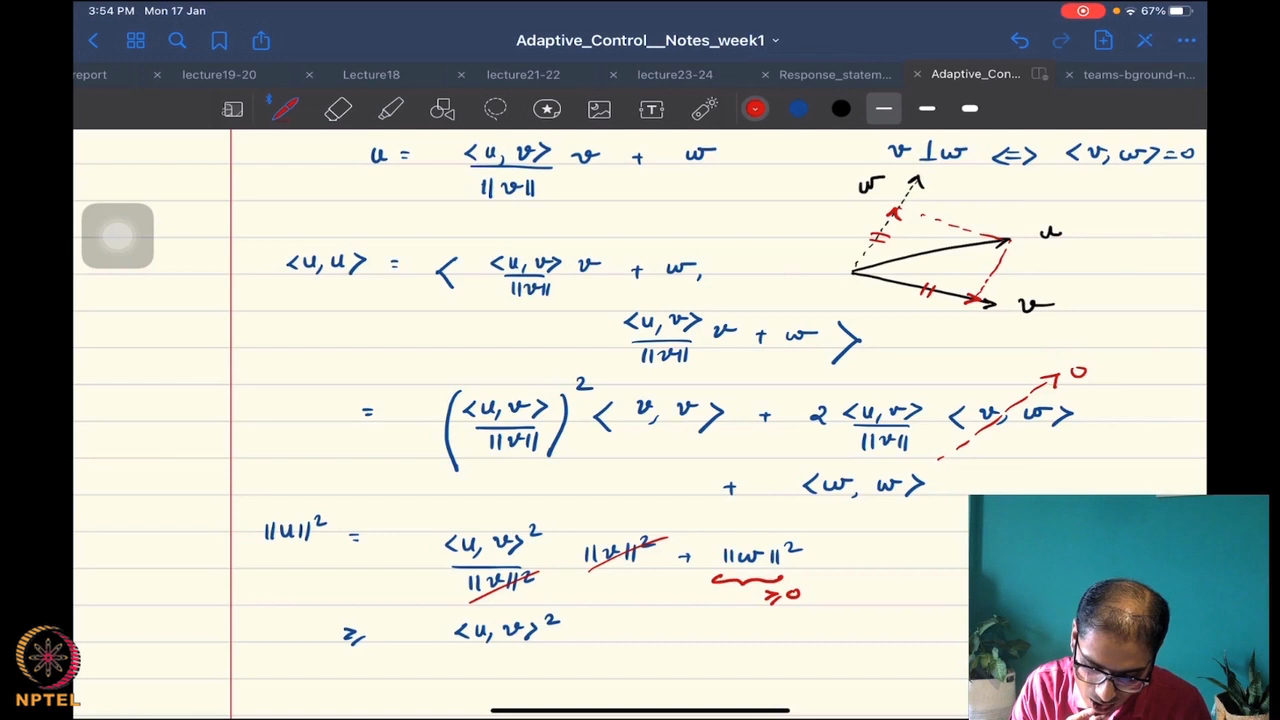 3:54 PM Mon 17 Jan
67%
Adaptive_Control__Notes_week1
report
lecture19-20
Lecture18
lecture21-22
lecture23-24
Response_statem...
Adaptive_Con...
teams-bground-n...
u = <u, v> / ||v|| v + w
v ⊥ w <=> <v, w> = 0
w
u
v
<u, u> = < <u, v> / ||v|| v + w,
<u, v> / ||v|| v + w >
= (<u, v> / ||v||)^2 <v, v> + 2 <u, v> / ||v|| <v, w> 0
+ <w, w>
||u||^2 = <u, v>^2 / ||v||^2 ||v||^2 + ||w||^2
≥ 0
≥ <u, v>^2
NPTEL